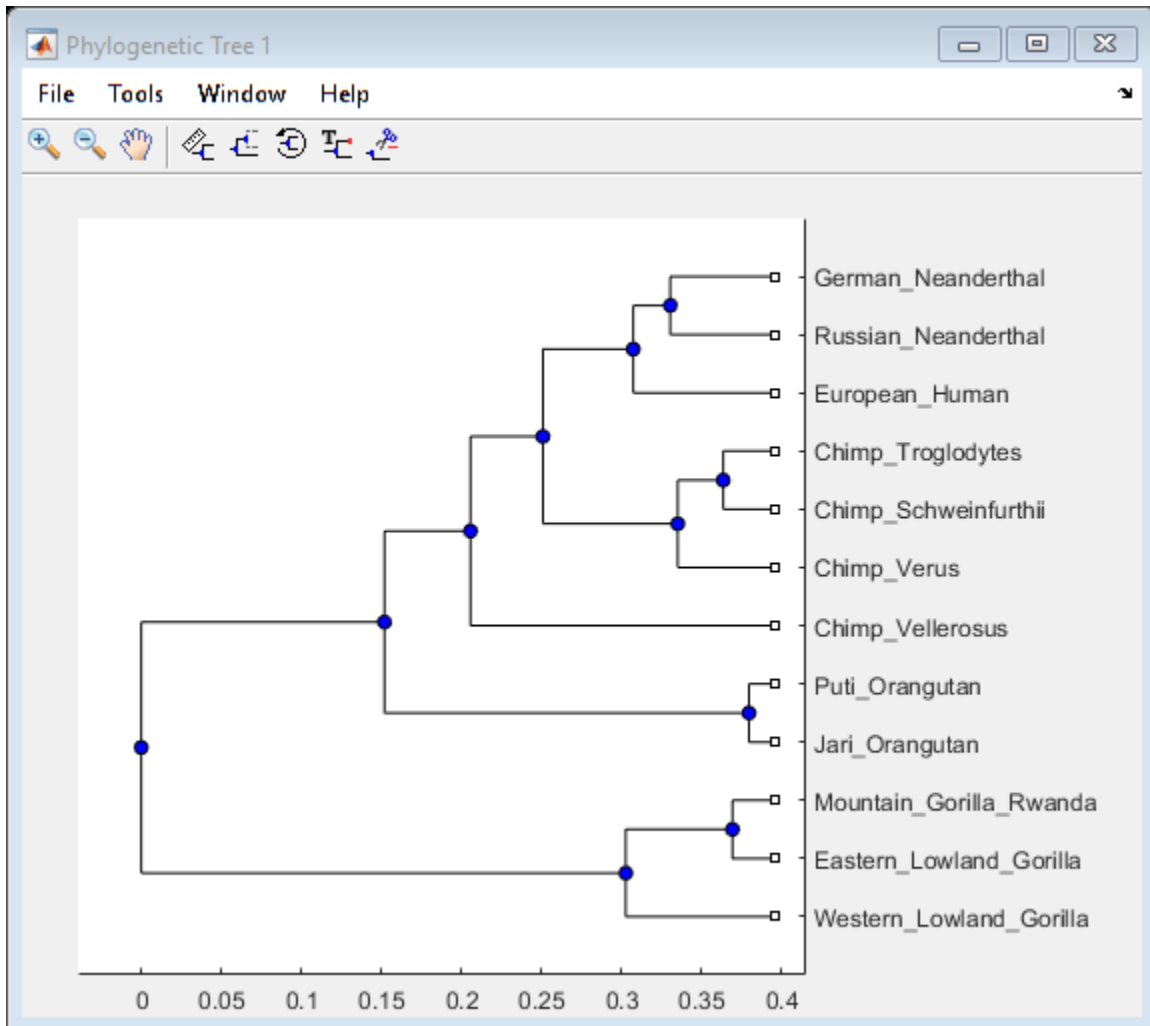 Phylogenetic Tree 1
File Tools Window Help
German_Neanderthal
Russian_Neanderthal
European_Human
Chimp_Troglodytes
Chimp_Schweinfurthii
Chimp_Verus
Chimp_Vellerosus
Puti_Orangutan
Jari_Orangutan
Mountain_Gorilla_Rwanda
Eastern_Lowland_Gorilla
Western_Lowland_Gorilla
0 0.05 0.1 0.15 0.2 0.25 0.3 0.35 0.4